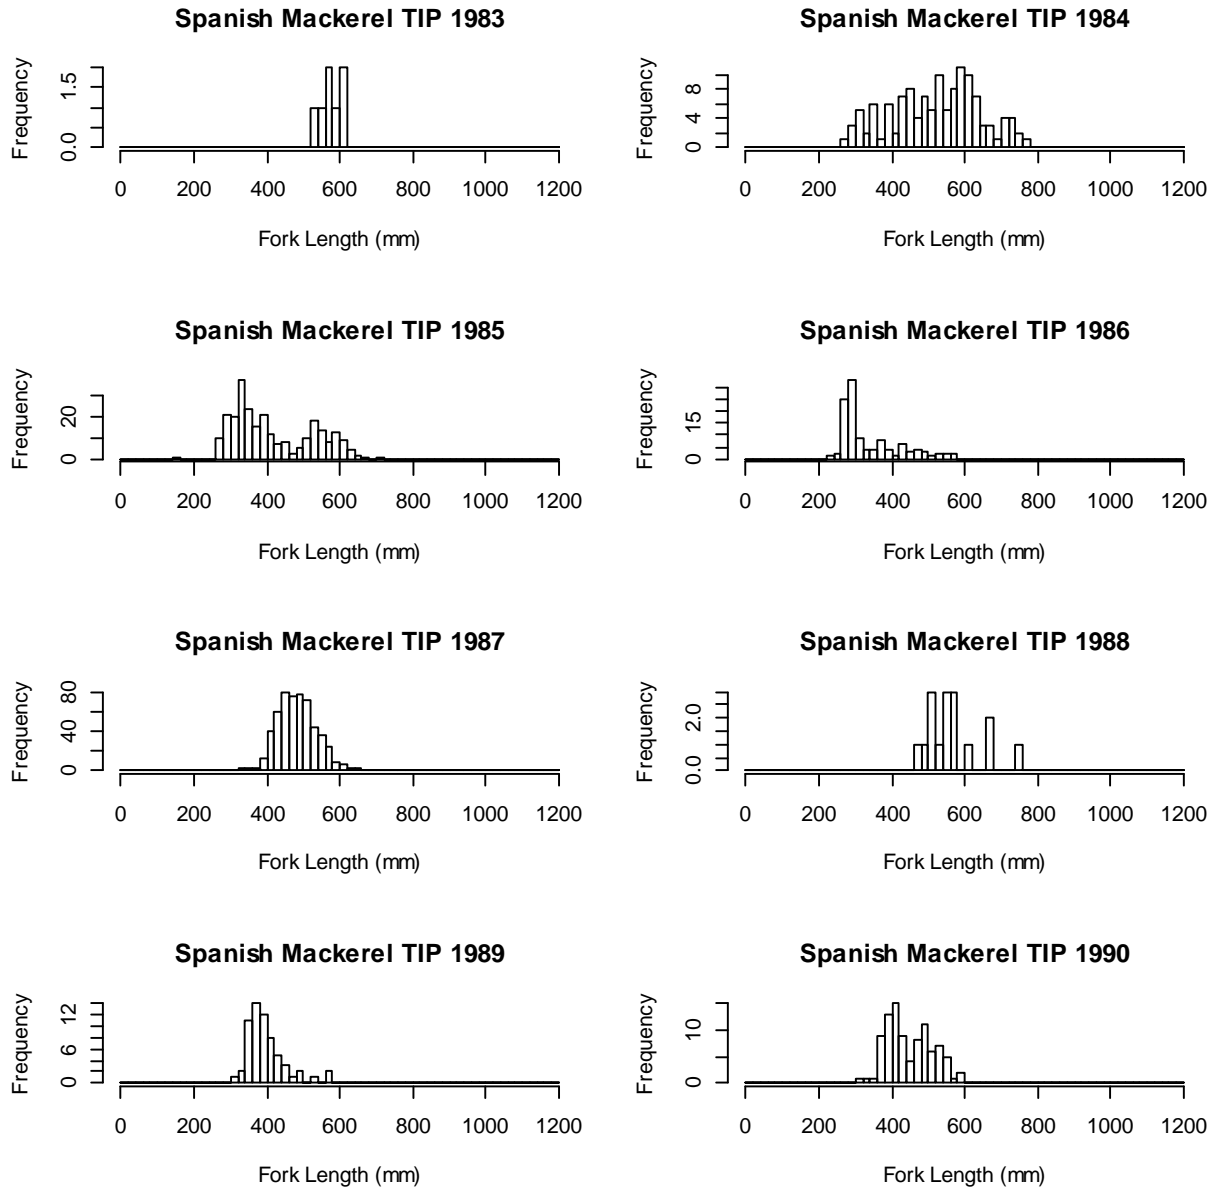 Spanish Mackerel TIP 1983
Frequency
0.0 1.5
0 200 400 600 800 1000 1200
Fork Length (mm)
Spanish Mackerel TIP 1984
Frequency
0 4 8
0 200 400 600 800 1000 1200
Fork Length (mm)
Spanish Mackerel TIP 1985
Frequency
0 20
0 200 400 600 800 1000 1200
Fork Length (mm)
Spanish Mackerel TIP 1986
Frequency
0 15
0 200 400 600 800 1000 1200
Fork Length (mm)
Spanish Mackerel TIP 1987
Frequency
0 40 80
0 200 400 600 800 1000 1200
Fork Length (mm)
Spanish Mackerel TIP 1988
Frequency
0.0 2.0
0 200 400 600 800 1000 1200
Fork Length (mm)
Spanish Mackerel TIP 1989
Frequency
0 6 12
0 200 400 600 800 1000 1200
Fork Length (mm)
Spanish Mackerel TIP 1990
Frequency
0 10
0 200 400 600 800 1000 1200
Fork Length (mm)